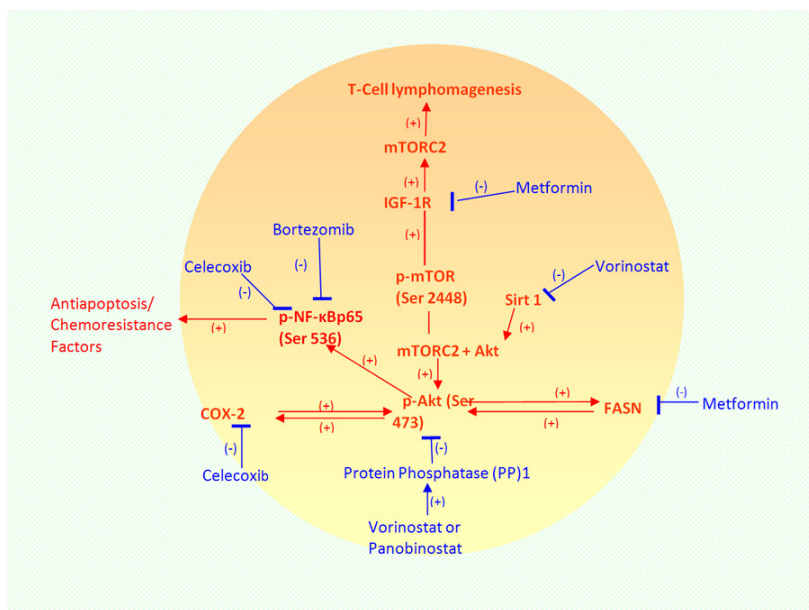 T-Cell lymphomagenesis
(+)
mTORC2
(+)
IGF-1R
(-)
Metformin
(+)
Bortezomib
(-)
Celecoxib
(-)
p-mTOR
(Ser 2448)
Vorinostat
(-)
Sirt 1
(+)
Antiapoptosis/
Chemoresistance
Factors
(+)
p-NF-κBp65
(Ser 536)
mTORC2 + Akt
(+)
(+)
p-Akt (Ser
473)
COX-2
(+)
(+)
(+)
(+)
FASN
(-)
Metformin
(-)
Celecoxib
(-)
Protein Phosphatase (PP)1
(+)
Vorinostat or
Panobinostat